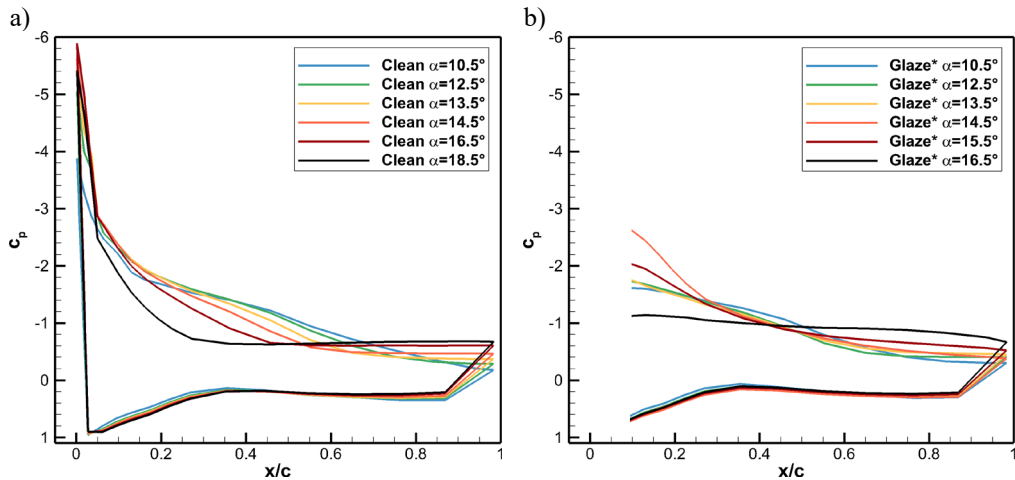 a)
-6
-5
-4
-3
-2
-1
0
1
c_p
0
0.2
0.4
0.6
0.8
1
x/c
Clean α=10.5°
Clean α=12.5°
Clean α=13.5°
Clean α=14.5°
Clean α=16.5°
Clean α=18.5°
b)
-6
-5
-4
-3
-2
-1
0
1
c_p
0
0.2
0.4
0.6
0.8
1
x/c
Glaze* α=10.5°
Glaze* α=12.5°
Glaze* α=13.5°
Glaze* α=14.5°
Glaze* α=15.5°
Glaze* α=16.5°